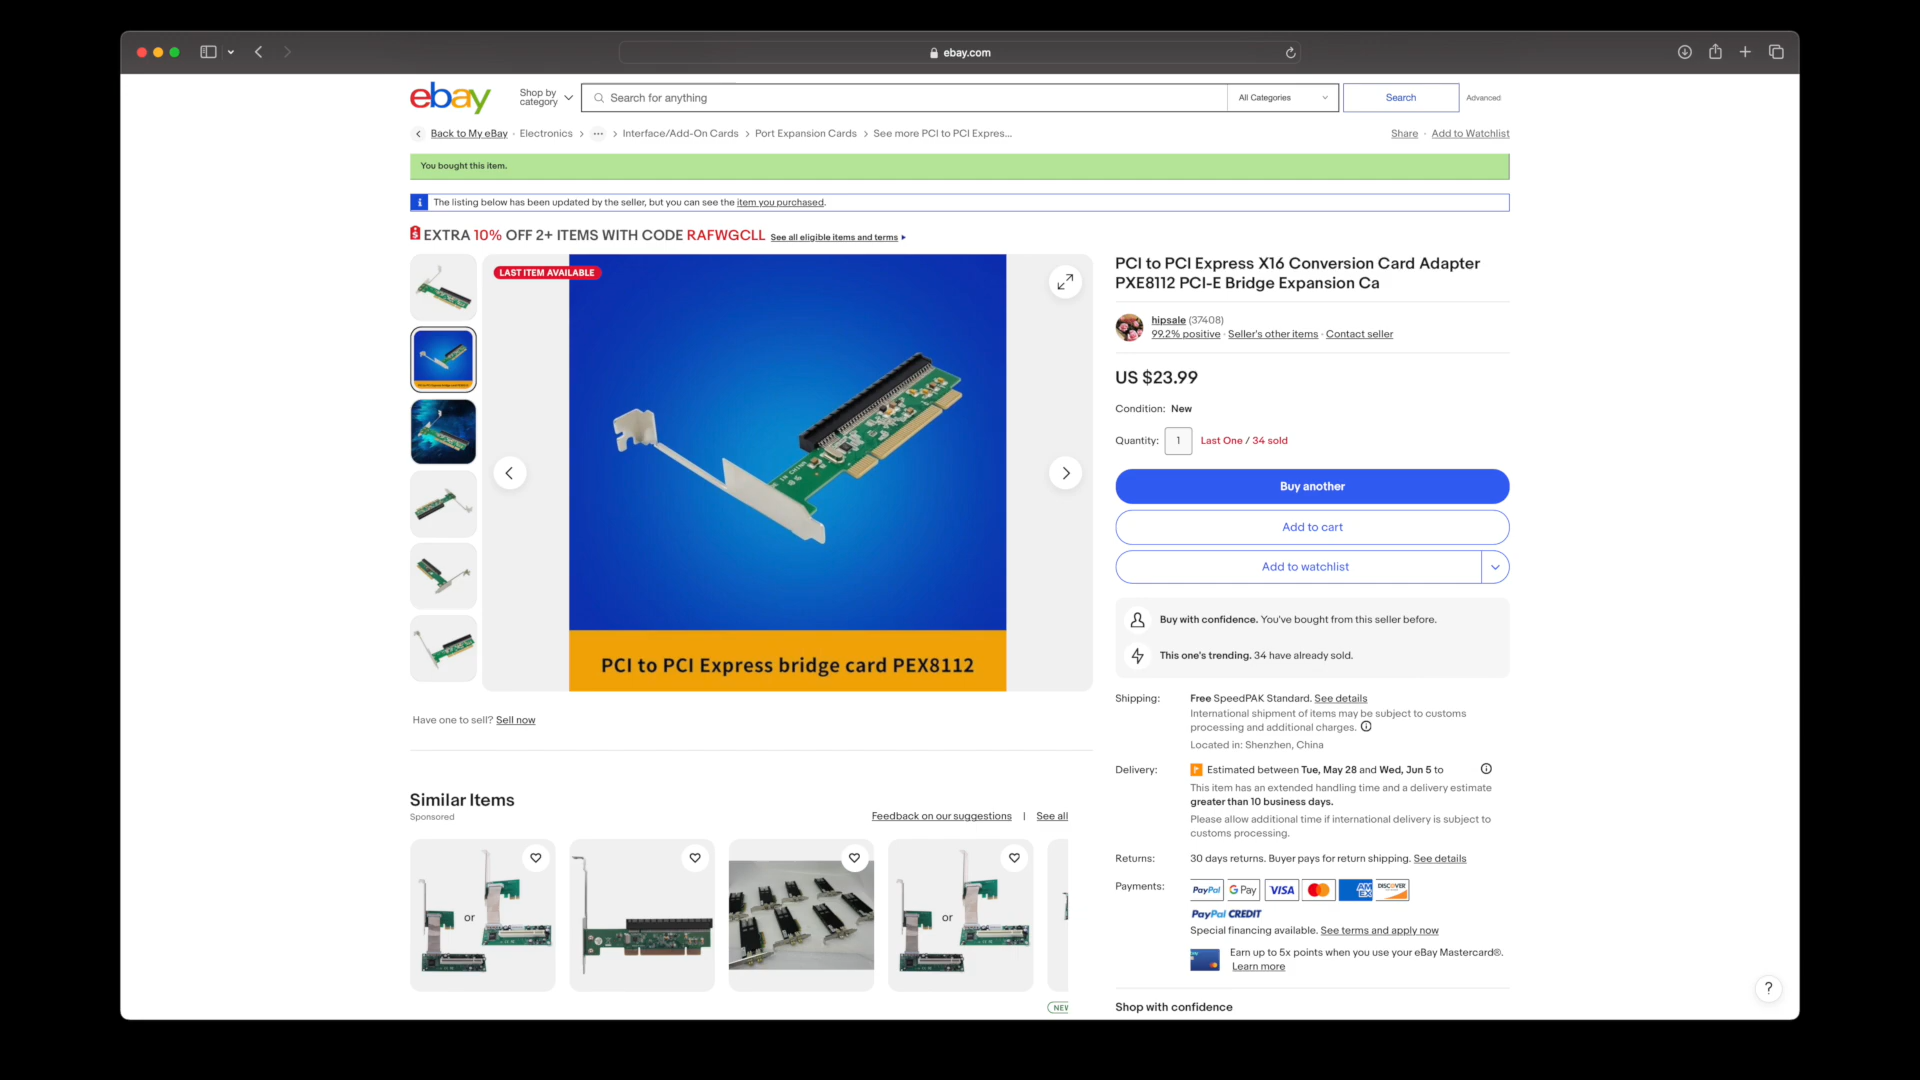 ebay.com
ebay
Shop by category
Search for anything
All Categories
Search
Advanced
Back to My eBay · Electronics > ... > Interface/Add-On Cards > Port Expansion Cards > See more PCI to PCI Expres...
Share · Add to Watchlist
You bought this item.
The listing below has been updated by the seller, but you can see the item you purchased.
EXTRA 10% OFF 2+ ITEMS WITH CODE RAFWGCLL See all eligible items and terms
LAST ITEM AVAILABLE
PCI to PCI Express bridge card PEX8112
Have one to sell? Sell now
PCI to PCI Express X16 Conversion Card Adapter
PXE8112 PCI-E Bridge Expansion Ca
hipsale (37408)
99.2% positive · Seller's other items · Contact seller
US $23.99
Condition: New
Quantity: 1 Last One / 34 sold
Buy another
Add to cart
Add to watchlist
Buy with confidence. You've bought from this seller before.
This one's trending. 34 have already sold.
Shipping: Free SpeedPAK Standard. See details
International shipment of items may be subject to customs
processing and additional charges.
Located in: Shenzhen, China
Delivery: Estimated between Tue, May 28 and Wed, Jun 5 to
This item has an extended handling time and a delivery estimate
greater than 10 business days.
Please allow additional time if international delivery is subject to
customs processing.
Returns: 30 days returns. Buyer pays for return shipping. See details
Payments: PayPal G Pay VISA AM EX DISCOVER
PayPal CREDIT
Special financing available. See terms and apply now
Earn up to 5x points when you use your eBay Mastercard®.
Learn more
Shop with confidence
Similar Items
Sponsored
Feedback on our suggestions | See all
or
or
NEW
?